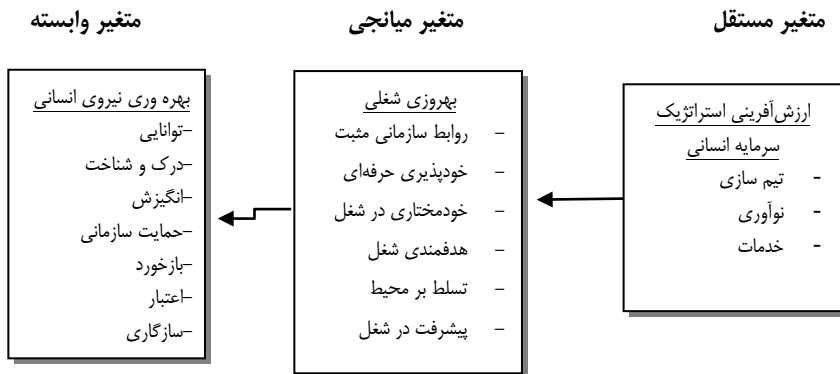 متغیر مستقل
ارزش‌آفرینی استراتژیک
سرمایه انسانی
- تیم سازی
- نوآوری
- خدمات
متغیر میانجی
بهروزی شغلی
- روابط سازمانی مثبت
- خودپذیری حرفه‌ای
- خودمختاری در شغل
- هدفمندی شغل
- تسلط بر محیط
- پیشرفت در شغل
متغیر وابسته
بهره وری نیروی انسانی
-توانایی
-درک و شناخت
-انگیزش
-حمایت سازمانی
-بازخورد
-اعتبار
-سازگاری